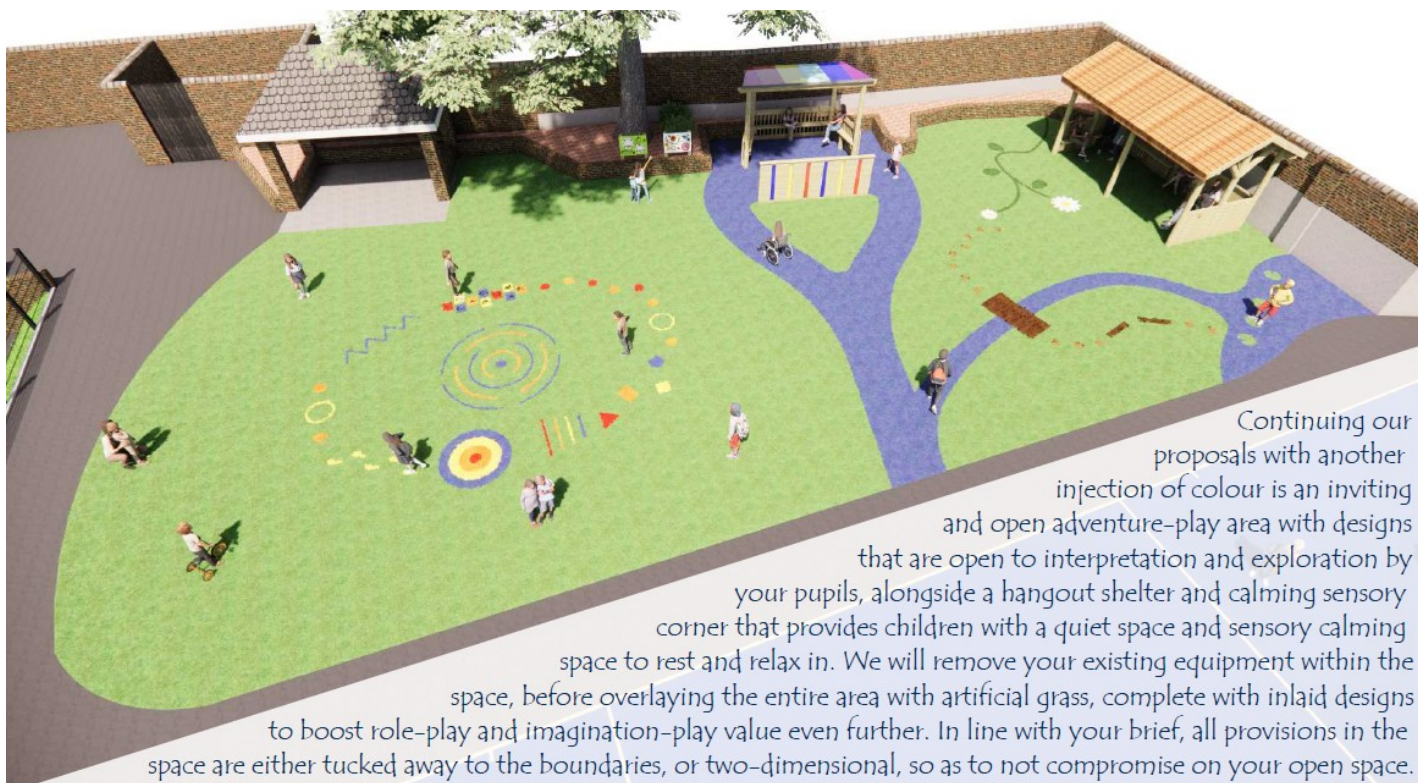 Continuing our
proposals with another
injection of colour is an inviting
and open adventure-play area with designs
that are open to interpretation and exploration by
your pupils, alongside a hangout shelter and calming sensory
corner that provides children with a quiet space and sensory calming
space to rest and relax in. We will remove your existing equipment within the
space, before overlaying the entire area with artificial grass, complete with inlaid designs
to boost role-play and imagination-play value even further. In line with your brief, all provisions in the
space are either tucked away to the boundaries, or two-dimensional, so as to not compromise on your open space.